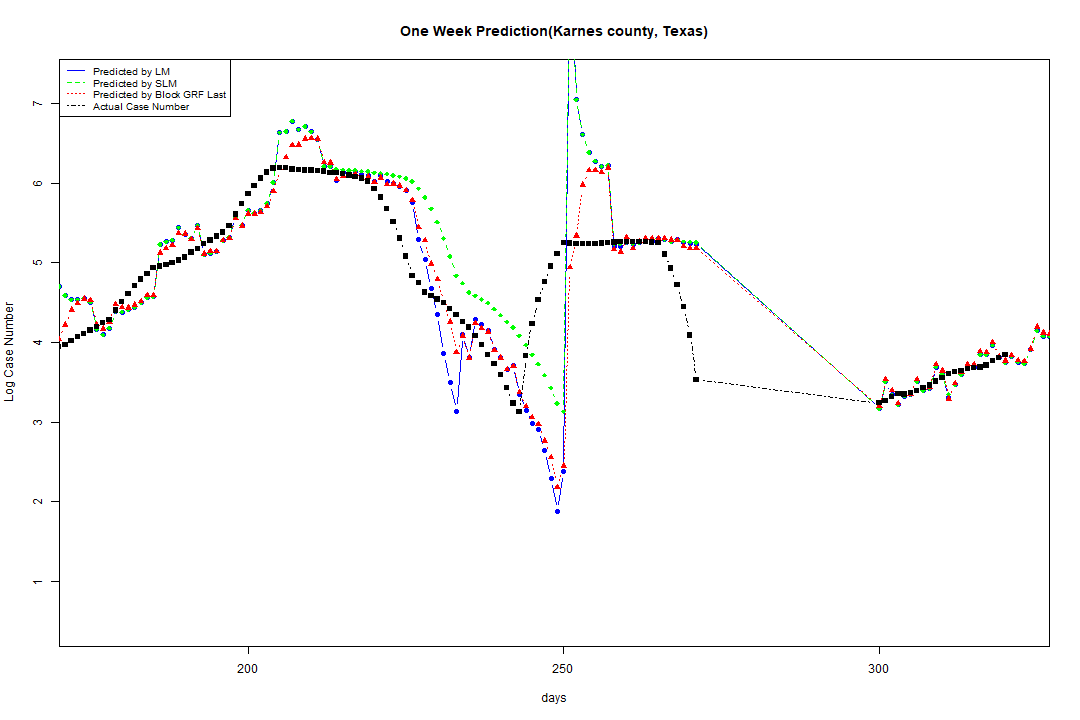 One Week Prediction(Karnes county, Texas)
Predicted by LM
Predicted by SLM
Predicted by Block GRF Last
Actual Case Number
7
6
5
4
3
2
1
Log Case Number
200 250 300
days